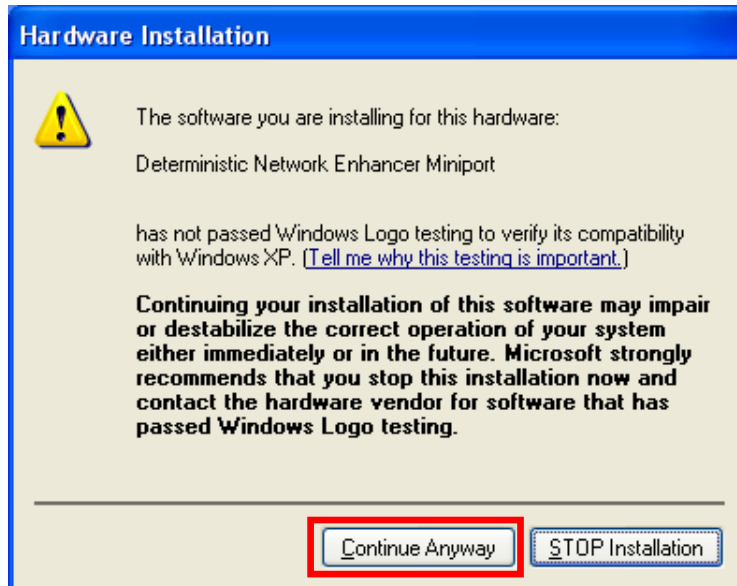 Hardware Installation
The software you are installing for this hardware:
Deterministic Network Enhancer Miniport
has not passed Windows Logo testing to verify its compatibility
with Windows XP. (Tell me why this testing is important.)
Continuing your installation of this software may impair
or destabilize the correct operation of your system
either immediately or in the future. Microsoft strongly
recommends that you stop this installation now and
contact the hardware vendor for software that has
passed Windows Logo testing.
Continue Anyway
STOP Installation